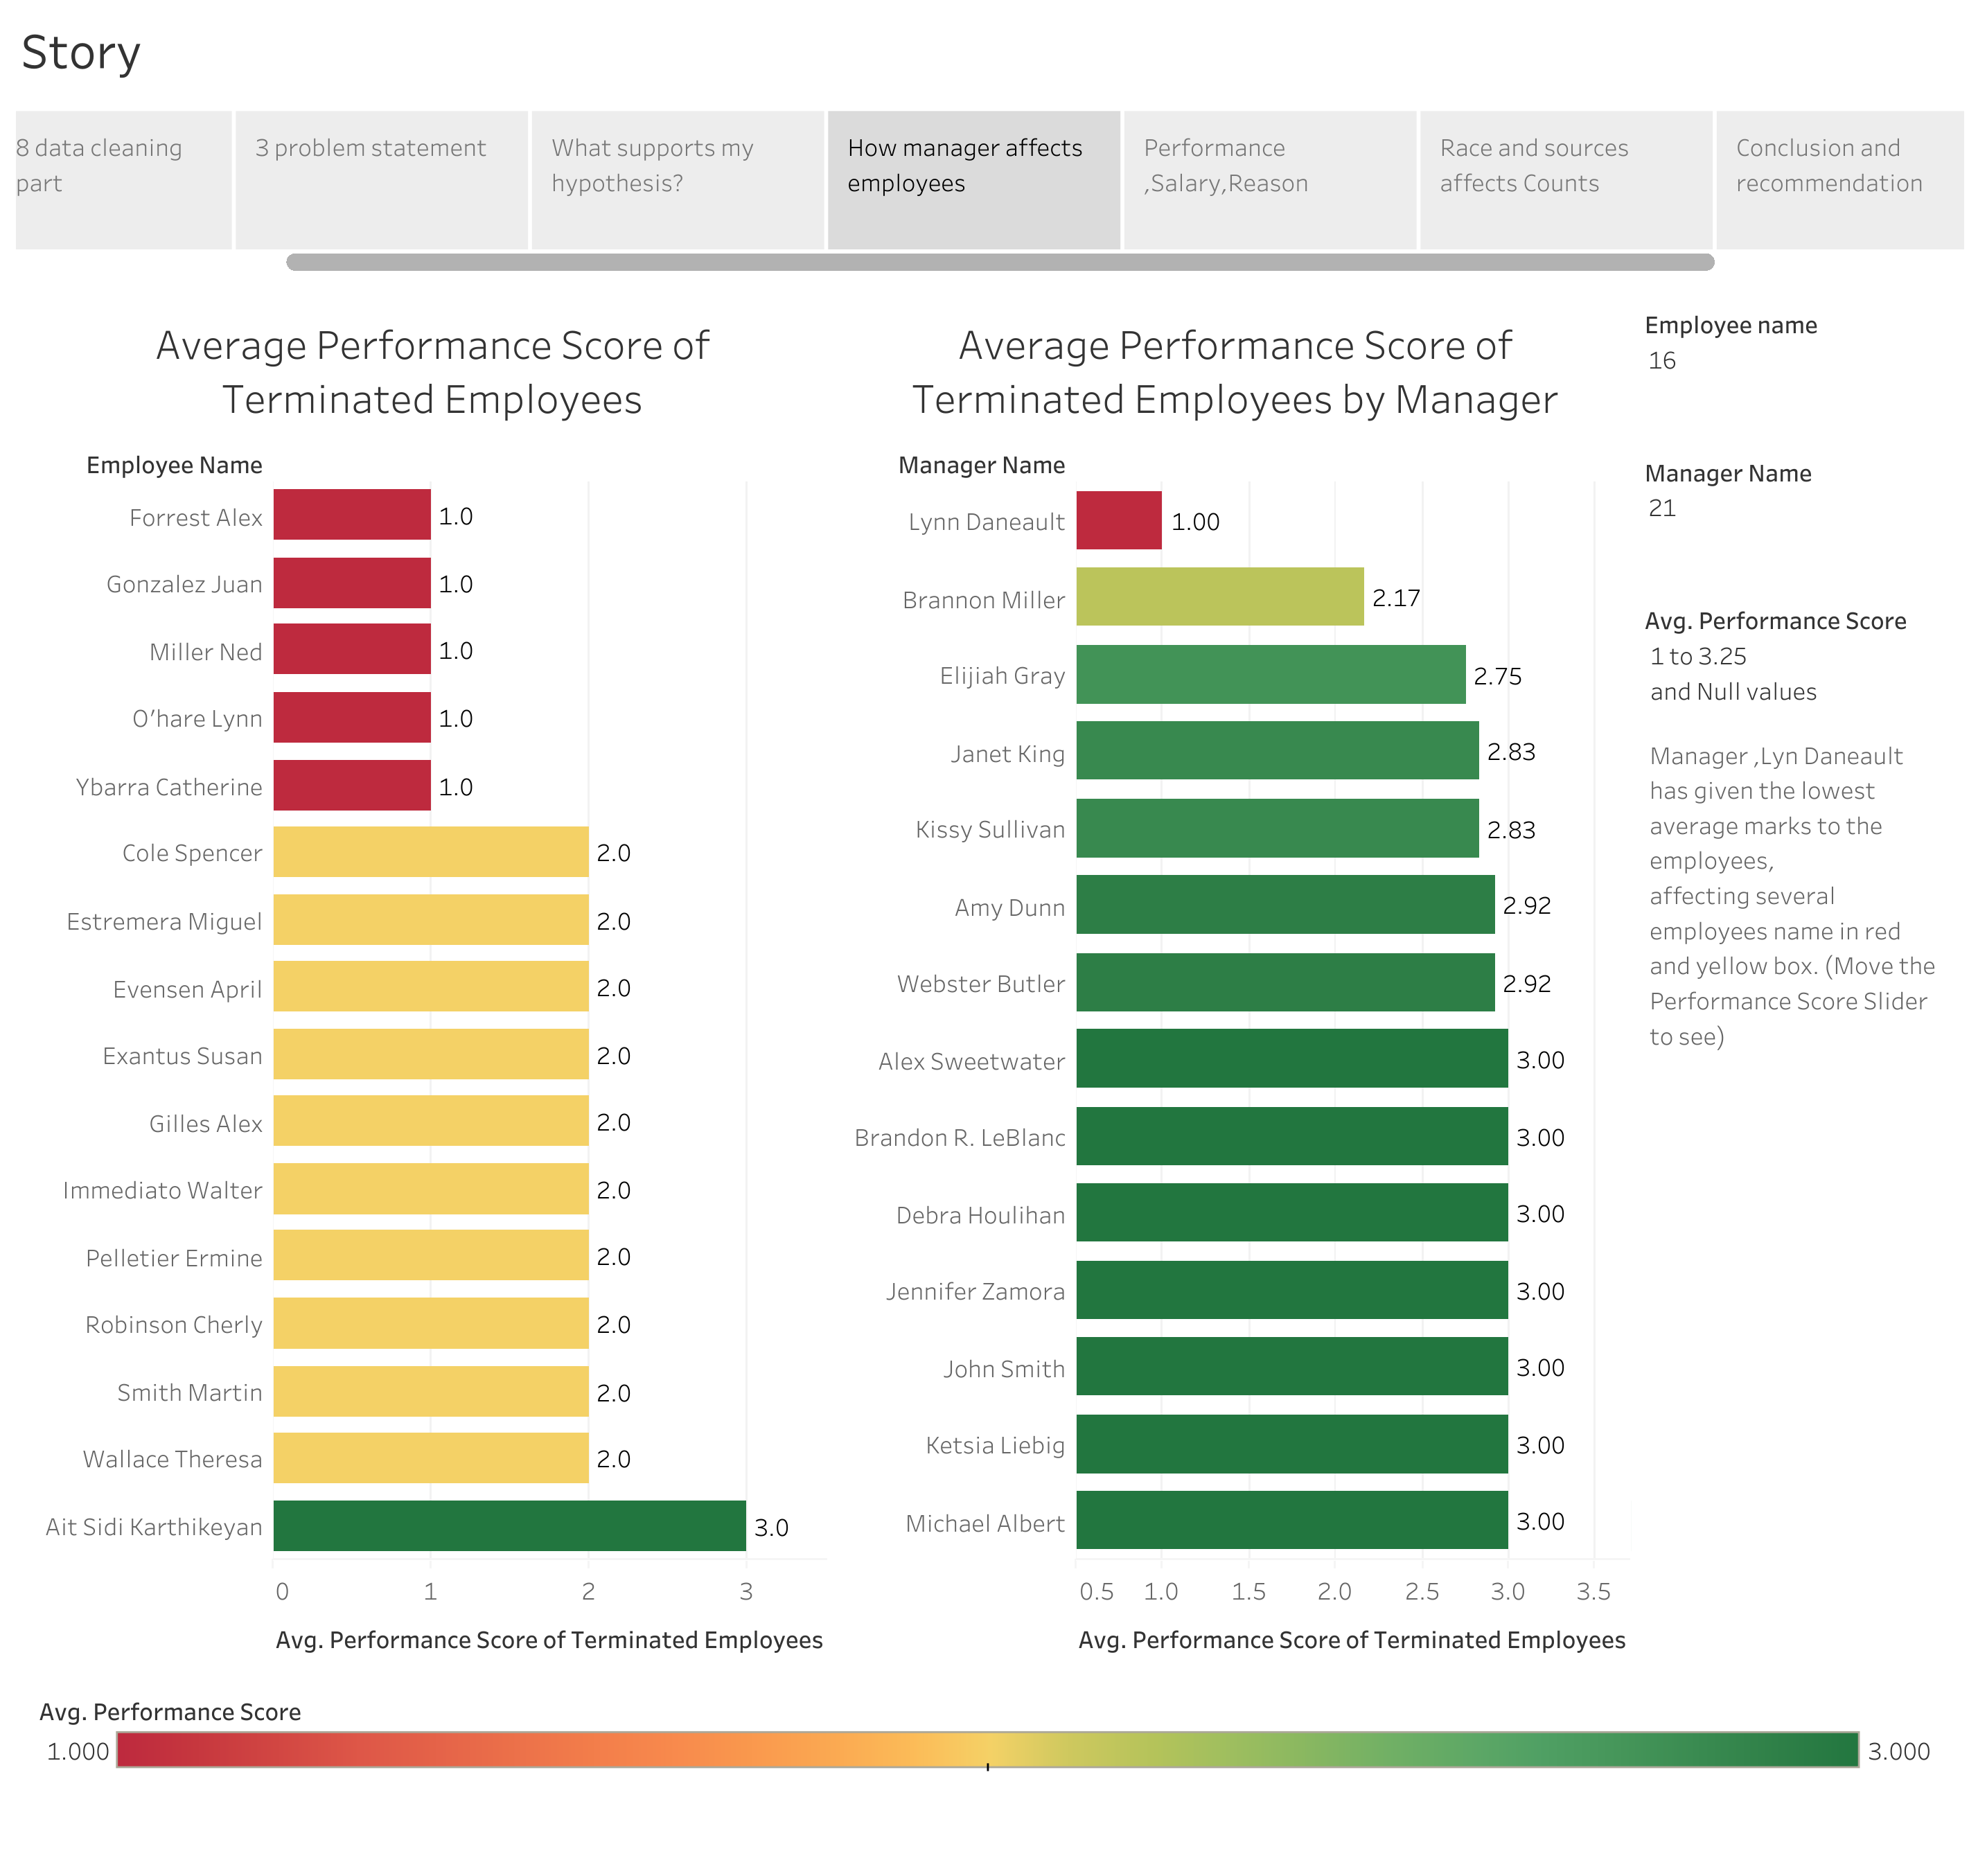 Story
8 data cleaning
part
3 problem statement
What supports my
hypothesis?
How manager affects
employees
Performance
,Salary,Reason
Race and sources
affects Counts
Conclusion and
recommendation
Average Performance Score of
Terminated Employees
Employee Name
Forrest Alex 1.0
Gonzalez Juan 1.0
Miller Ned 1.0
O'hare Lynn 1.0
Ybarra Catherine 1.0
Cole Spencer 2.0
Estremera Miguel 2.0
Evensen April 2.0
Exantus Susan 2.0
Gilles Alex 2.0
Immediato Walter 2.0
Pelletier Ermine 2.0
Robinson Cherly 2.0
Smith Martin 2.0
Wallace Theresa 2.0
Ait Sidi Karthikeyan 3.0
0 1 2 3
Avg. Performance Score of Terminated Employees
Average Performance Score of
Terminated Employees by Manager
Manager Name
Lynn Daneault 1.00
Brannon Miller 2.17
Elijiah Gray 2.75
Janet King 2.83
Kissy Sullivan 2.83
Amy Dunn 2.92
Webster Butler 2.92
Alex Sweetwater 3.00
Brandon R. LeBlanc 3.00
Debra Houlihan 3.00
Jennifer Zamora 3.00
John Smith 3.00
Ketsia Liebig 3.00
Michael Albert 3.00
0.5 1.0 1.5 2.0 2.5 3.0 3.5
Avg. Performance Score of Terminated Employees
Employee name
16
Manager Name
21
Avg. Performance Score
1 to 3.25
and Null values
Manager ,Lyn Daneault
has given the lowest
average marks to the
employees,
affecting several
employees name in red
and yellow box. (Move the
Performance Score Slider
to see)
Avg. Performance Score
1.000 3.000